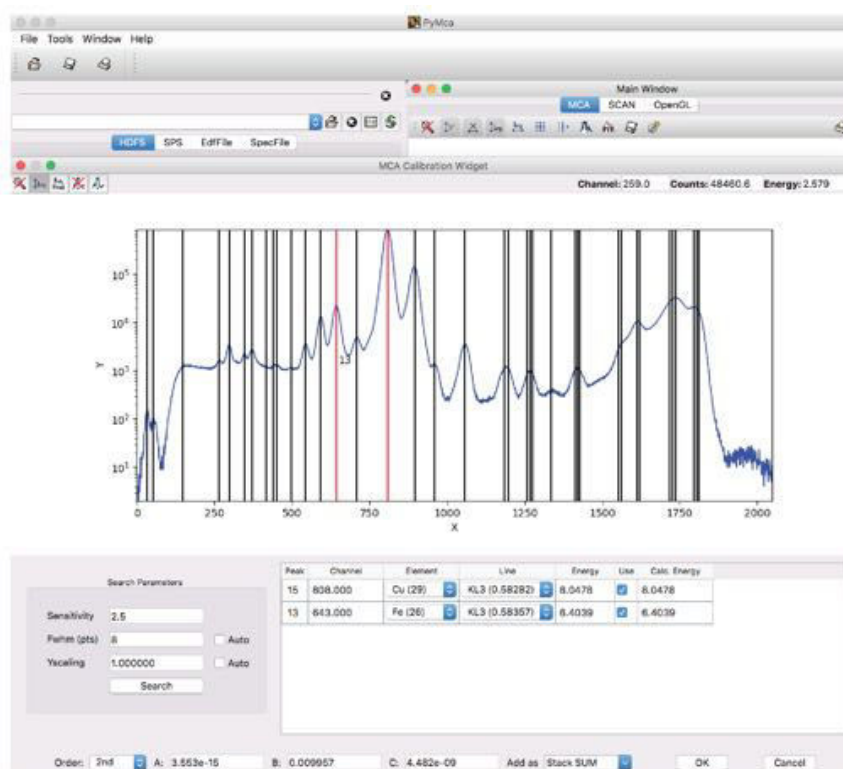 PyMca
File Tools Window Help
Main Window
MCA SCAN OpenGL
HDF5 SPS EdfFile SpecFile
MCA Calibration Widget
Channel: 259.0 Counts: 48460.6 Energy: 2.579
10⁵
10⁴
10³
10²
10¹
Y
13
0 250 500 750 1000 1250 1500 1750 2000
X
Peak Channel Element Line Energy Use Calc. Energy
15 808.000 Cu (29) KL3 (0.58282) 8.0478 8.0478
13 643.000 Fe (26) KL3 (0.58357) 6.4039 6.4039
Search Parameters
Sensitivity 2.5
Fwhm (pts) 8 Auto
Yscaling 1.000000 Auto
Search
Order: 2nd A: 3.553e-15 B: 0.009957 C: 4.482e-09 Add as Stack SUM OK Cancel